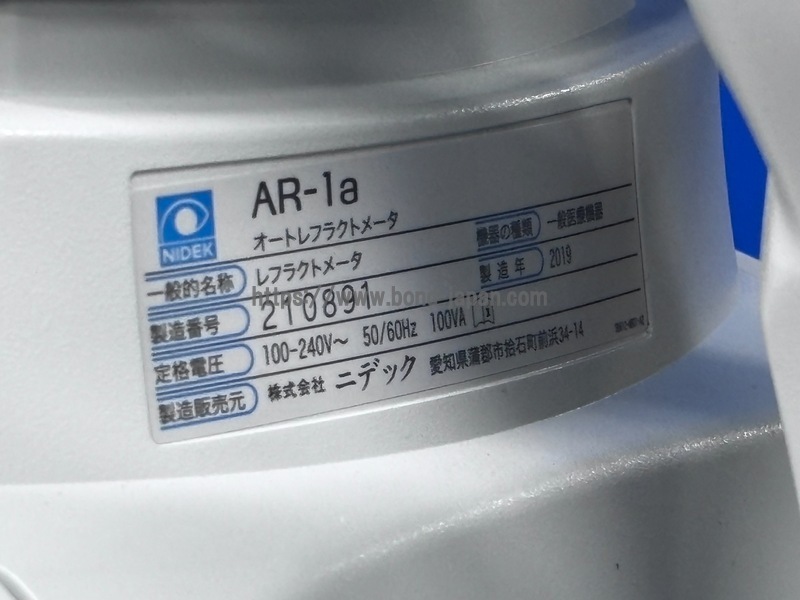 NIDEK
AR-1a
オートレフラクトメータ
一般的名称 レフラクトメータ 機器の種類 一般医療機器
製造番号 210891 製造年 2019
定格電圧 100-240V～ 50/60Hz 100VA
製造販売元 株式会社 ニデック 愛知県蒲郡市拾石町前浜34-14
https://www.bone-japan.com